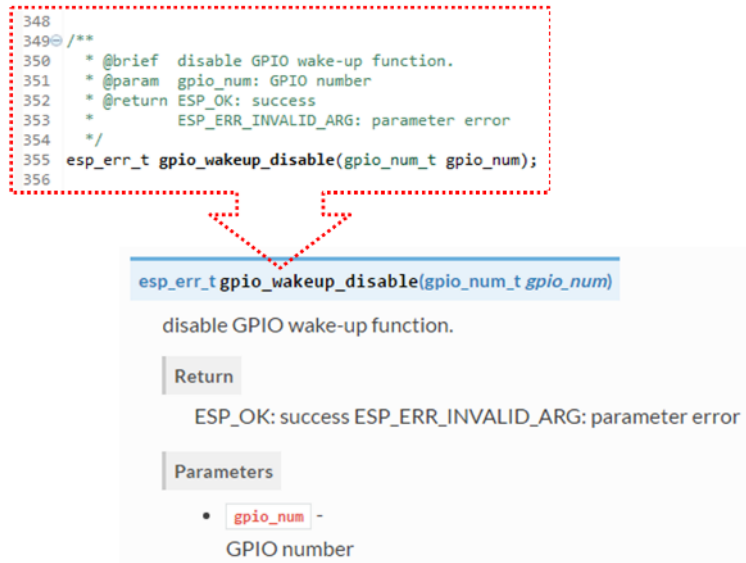 348
349 /**
350 * @brief disable GPIO wake-up function.
351 * @param gpio_num: GPIO number
352 * @return ESP_OK: success
353 * ESP_ERR_INVALID_ARG: parameter error
354 */
355 esp_err_t gpio_wakeup_disable(gpio_num_t gpio_num);
356
esp_err_t gpio_wakeup_disable(gpio_num_t gpio_num)
disable GPIO wake-up function.
Return
ESP_OK: success ESP_ERR_INVALID_ARG: parameter error
Parameters
• gpio_num -
GPIO number